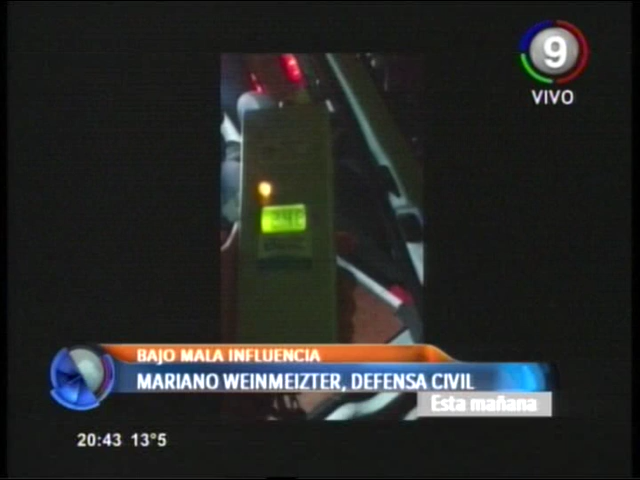 9
VIVO
BAJO MALA INFLUENCIA
MARIANO WEINMEIZTER, DEFENSA CIVIL
Esta mañana
20:43 13°5